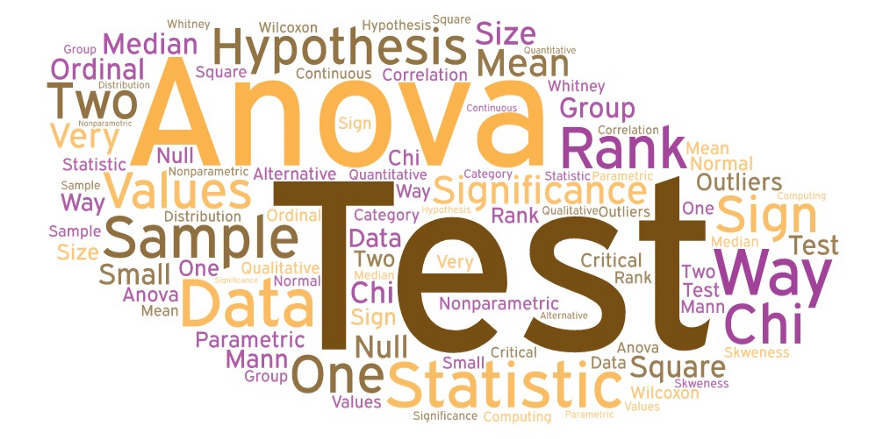 Whitney
Wilcoxon
Hypothesis
Square
Size
Group
Median
Hypothesis
Quantitative
Ordinal
Square
Continuous
Correlation
Mean
Two
Distribution
Anova
Continuous
Whitney
Group
Nonparametric
Very
Sign
Correlation
Rank
Mean
Statistic
Null
Chi
Normal
Nonparametric
Alternative
Quantitative
Category
Statistic
Parametric
Outliers
Sample
Values
Way
Significance
Computing
Way
Distribution
Ordinal
Test
Category
Hypothesis
Rank
Qualitative
Outliers
One
Sign
Sample
Sample
Data
Median
Test
Size
Two
Very
Critical
Small
One
Qualitative
Normal
Median
Rank
Two
Way
Significance
Anova
Data
Chi
Nonparametric
Test
Mann
Mean
Sign
Alternative
Chi
Parametric
Null
Critical
Anova
Skweness
Mann
Small
Data
Square
Group
One
Statistic
Skweness
Values
Wilcoxon
Values
Significance
Computing
Parametric